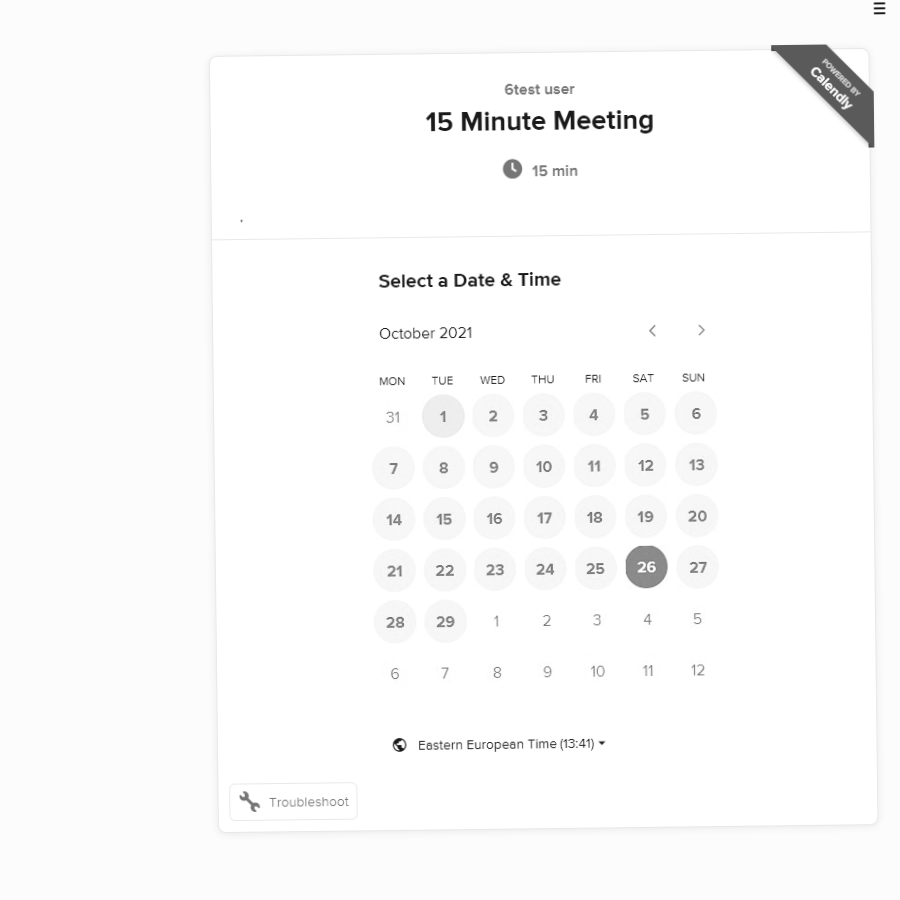 POWERED BY
Calendly
6test user
15 Minute Meeting
15 min
.
Select a Date & Time
October 2021
MON TUE WED THU FRI SAT SUN
31 1 2 3 4 5 6
7 8 9 10 11 12 13
14 15 16 17 18 19 20
21 22 23 24 25 26 27
28 29 1 2 3 4 5
6 7 8 9 10 11 12
Eastern European Time (13:41)
Troubleshoot